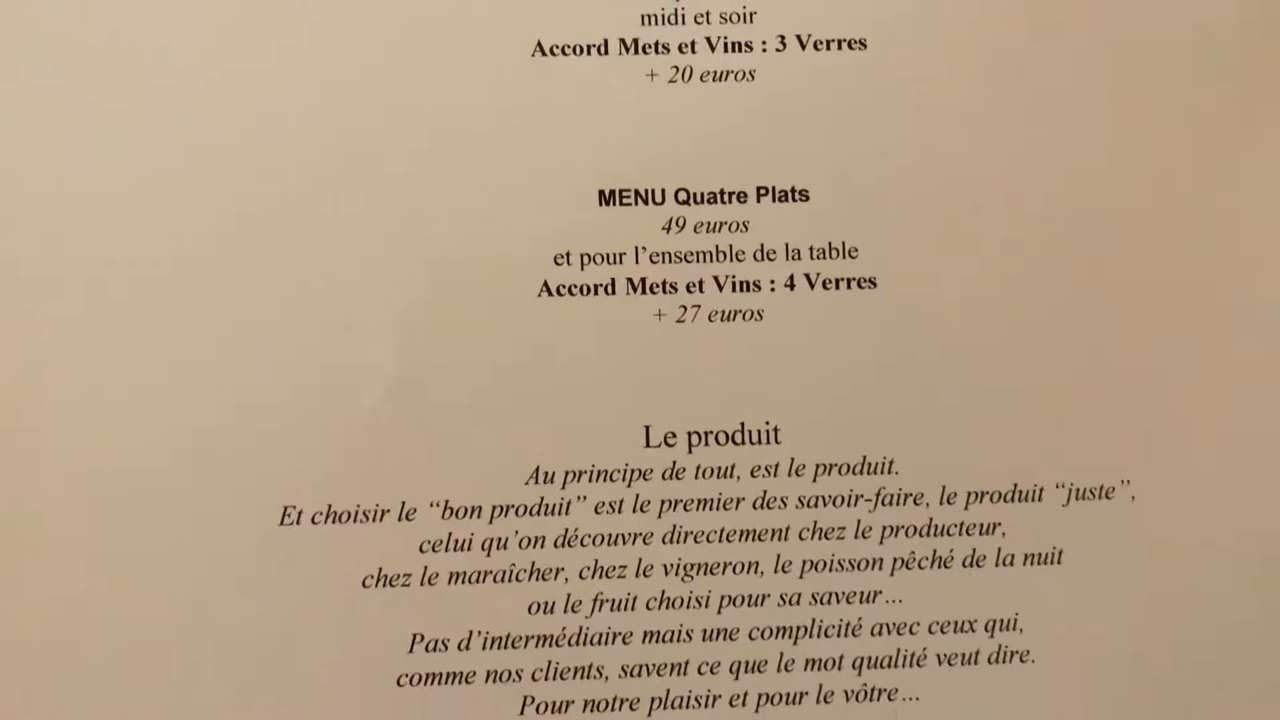 midi et soir
Accord Mets et Vins : 3 Verres
+ 20 euros
MENU Quatre Plats
49 euros
et pour l’ensemble de la table
Accord Mets et Vins : 4 Verres
+ 27 euros
Le produit
Au principe de tout, est le produit.
Et choisir le “bon produit” est le premier des savoir-faire, le produit “juste”,
celui qu’on découvre directement chez le producteur,
chez le maraîcher, chez le vigneron, le poisson pêché de la nuit
ou le fruit choisi pour sa saveur…
Pas d’intermédiaire mais une complicité avec ceux qui,
comme nos clients, savent ce que le mot qualité veut dire.
Pour notre plaisir et pour le vôtre…